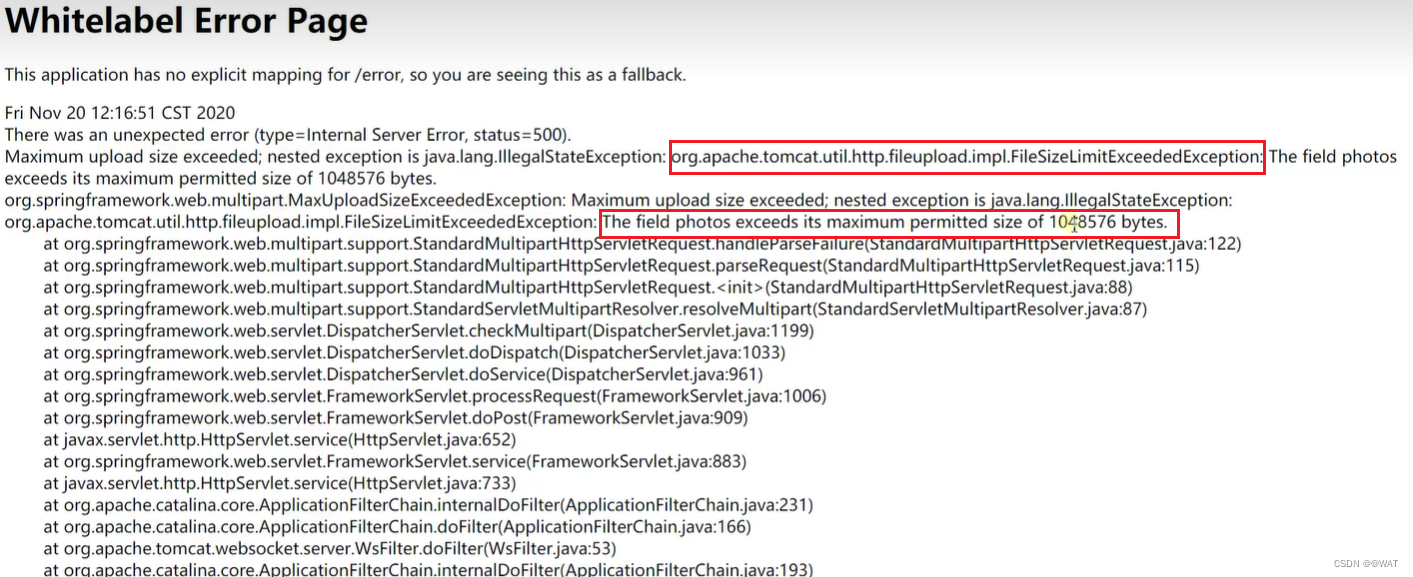 Whitelabel Error Page
This application has no explicit mapping for /error, so you are seeing this as a fallback.
Fri Nov 20 12:16:51 CST 2020
There was an unexpected error (type=Internal Server Error, status=500).
Maximum upload size exceeded; nested exception is java.lang.IllegalStateException: org.apache.tomcat.util.http.fileupload.impl.FileSizeLimitExceededException: The field photos
exceeds its maximum permitted size of 1048576 bytes.
org.springframework.web.multipart.MaxUploadSizeExceededException: Maximum upload size exceeded; nested exception is java.lang.IllegalStateException:
org.apache.tomcat.util.http.fileupload.impl.FileSizeLimitExceededException: The field photos exceeds its maximum permitted size of 1048576 bytes.
at org.springframework.web.multipart.support.StandardMultipartHttpServletRequest.handleParseFailure(StandardMultipartHttpServletRequest.java:122)
at org.springframework.web.multipart.support.StandardMultipartHttpServletRequest.parseRequest(StandardMultipartHttpServletRequest.java:115)
at org.springframework.web.multipart.support.StandardMultipartHttpServletRequest.<init>(StandardMultipartHttpServletRequest.java:88)
at org.springframework.web.multipart.support.StandardServletMultipartResolver.resolveMultipart(StandardServletMultipartResolver.java:87)
at org.springframework.web.servlet.DispatcherServlet.checkMultipart(DispatcherServlet.java:1199)
at org.springframework.web.servlet.DispatcherServlet.doDispatch(DispatcherServlet.java:1033)
at org.springframework.web.servlet.DispatcherServlet.doService(DispatcherServlet.java:961)
at org.springframework.web.servlet.FrameworkServlet.processRequest(FrameworkServlet.java:1006)
at org.springframework.web.servlet.FrameworkServlet.doPost(FrameworkServlet.java:909)
at javax.servlet.http.HttpServlet.service(HttpServlet.java:652)
at org.springframework.web.servlet.FrameworkServlet.service(FrameworkServlet.java:883)
at javax.servlet.http.HttpServlet.service(HttpServlet.java:733)
at org.apache.catalina.core.ApplicationFilterChain.internalDoFilter(ApplicationFilterChain.java:231)
at org.apache.catalina.core.ApplicationFilterChain.doFilter(ApplicationFilterChain.java:166)
at org.apache.tomcat.websocket.server.WsFilter.doFilter(WsFilter.java:53)
at org.apache.catalina.core.ApplicationFilterChain.internalDoFilter(ApplicationFilterChain.java:193)
CSDN @@WAT